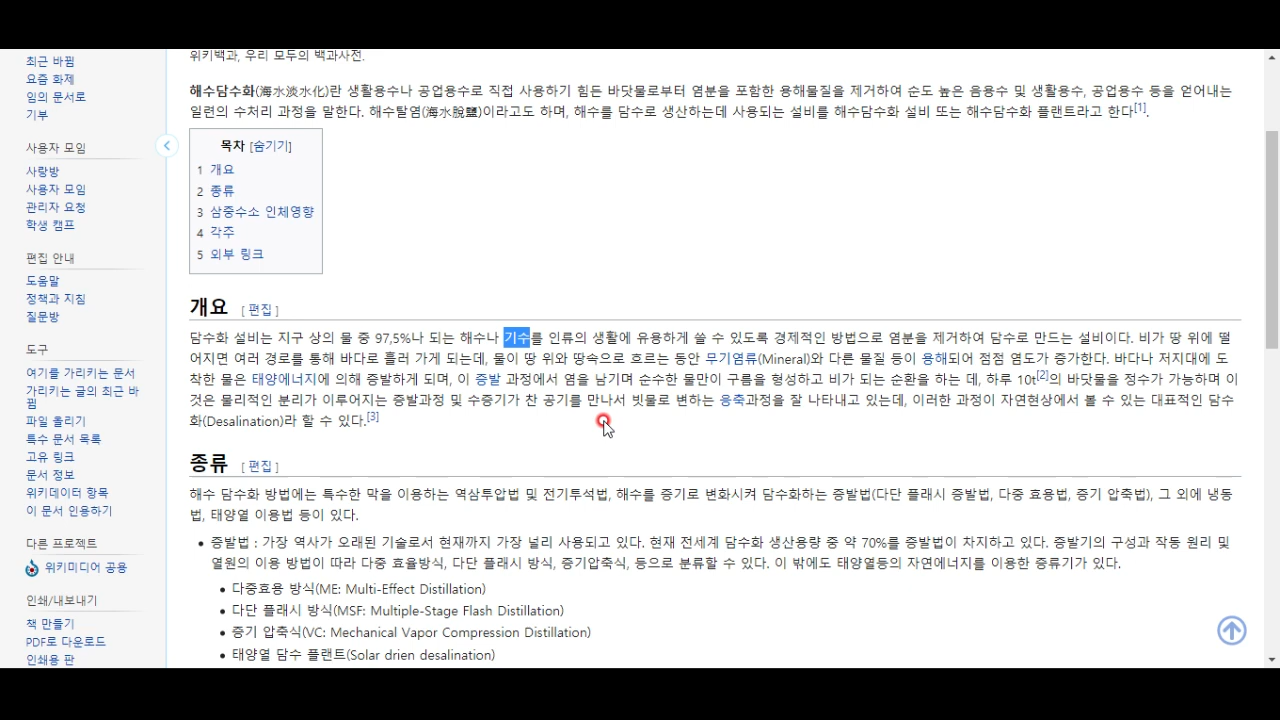 최근 바뀜
요즘 화제
임의 문서로
기부
사용자 모임
사랑방
사용자 모임
관리자 요청
학생 캠프
편집 안내
도움말
정책과 지침
질문방
도구
여기를 가리키는 문서
가리키는 글의 최근 바
뀜
파일 올리기
특수 문서 목록
고유 링크
문서 정보
위키데이터 항목
이 문서 인용하기
다른 프로젝트
위키미디어 공용
인쇄/내보내기
책 만들기
PDF로 다운로드
인쇄용 판
위키백과, 우리 모두의 백과사전.
해수담수화(海水淡水化)란 생활용수나 공업용수로 직접 사용하기 힘든 바닷물로부터 염분을 포함한 용해물질을 제거하여 순도 높은 음용수 및 생활용수, 공업용수 등을 얻어내는
일련의 수처리 과정을 말한다. 해수탈염(海水脫鹽)이라고도 하며, 해수를 담수로 생산하는데 사용되는 설비를 해수담수화 설비 또는 해수담수화 플랜트라고 한다[1].
목차 [숨기기]
1 개요
2 종류
3 삼중수소 인체영향
4 각주
5 외부 링크
개요 [편집]
담수화 설비는 지구 상의 물 중 97,5%나 되는 해수나 기수를 인류의 생활에 유용하게 쓸 수 있도록 경제적인 방법으로 염분을 제거하여 담수로 만드는 설비이다. 비가 땅 위에 떨
어지면 여러 경로를 통해 바다로 흘러 가게 되는데, 물이 땅 위와 땅속으로 흐르는 동안 무기염류(Mineral)와 다른 물질 등이 용해되어 점점 염도가 증가한다. 바다나 저지대에 도
착한 물은 태양에너지에 의해 증발하게 되며, 이 증발 과정에서 염을 남기며 순수한 물만이 구름을 형성하고 비가 되는 순환을 하는 데, 하루 10t[2]의 바닷물을 정수가 가능하며 이
것은 물리적인 분리가 이루어지는 증발과정 및 수증기가 찬 공기를 만나서 빗물로 변하는 응축과정을 잘 나타내고 있는데, 이러한 과정이 자연현상에서 볼 수 있는 대표적인 담수
화(Desalination)라 할 수 있다.[3]
종류 [편집]
해수 담수화 방법에는 특수한 막을 이용하는 역삼투압법 및 전기투석법, 해수를 증기로 변화시켜 담수화하는 증발법(다단 플래시 증발법, 다중 효용법, 증기 압축법), 그 외에 냉동
법, 태양열 이용법 등이 있다.
• 증발법 : 가장 역사가 오래된 기술로서 현재까지 가장 널리 사용되고 있다. 현재 전세계 담수화 생산용량 중 약 70%를 증발법이 차지하고 있다. 증발기의 구성과 작동 원리 및
열원의 이용 방법이 따라 다중 효율방식, 다단 플래시 방식, 증기압축식, 등으로 분류할 수 있다. 이 밖에도 태양열등의 자연에너지를 이용한 증류기가 있다.
• 다중효용 방식(ME: Multi-Effect Distillation)
• 다단 플래시 방식(MSF: Multiple-Stage Flash Distillation)
• 증기 압축식(VC: Mechanical Vapor Compression Distillation)
• 태양열 담수 플랜트(Solar drien desalination)